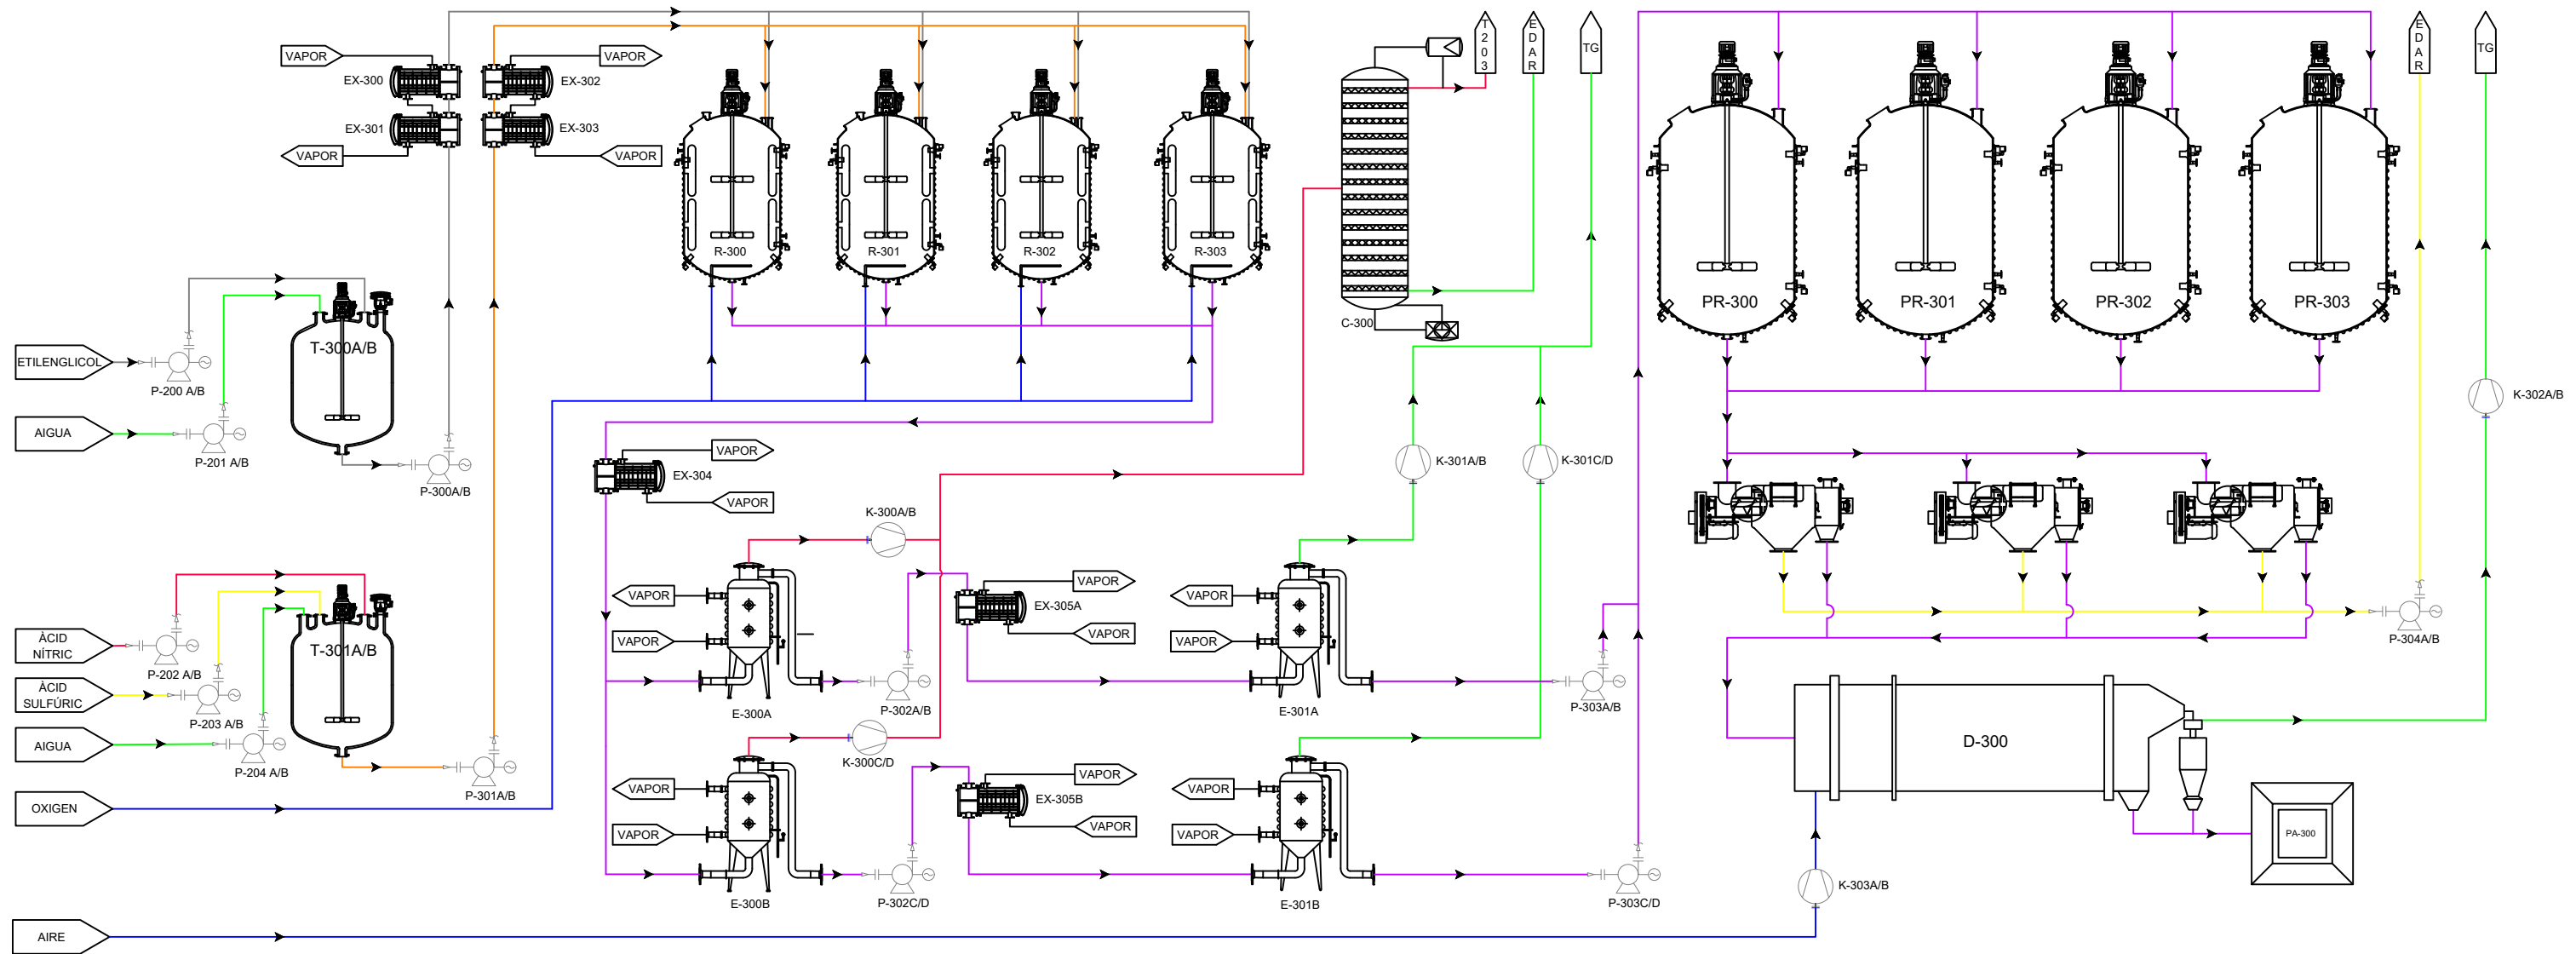 VAPOR
EX-300
EX-301
VAPOR
VAPOR
EX-302
EX-303
VAPOR
R-300
R-301
R-302
R-303
C-300
T203
EDAR
TG
PR-300
PR-301
PR-302
PR-303
EDAR
TG
K-302A/B
ETILENGLICOL
P-200 A/B
T-300A/B
AIGUA
P-201 A/B
P-300A/B
VAPOR
EX-304
VAPOR
K-301A/B
K-301C/D
K-300A/B
VAPOR
VAPOR
E-300A
P-302A/B
VAPOR
EX-305A
VAPOR
VAPOR
VAPOR
E-301A
P-303A/B
P-304A/B
ÀCID
NÍTRIC
P-202 A/B
T-301A/B
ÀCID
SULFÚRIC
P-203 A/B
AIGUA
P-204 A/B
P-301A/B
OXIGEN
K-300C/D
VAPOR
VAPOR
E-300B
P-302C/D
VAPOR
EX-305B
VAPOR
VAPOR
VAPOR
E-301B
P-303C/D
D-300
PA-300
K-303A/B
AIRE